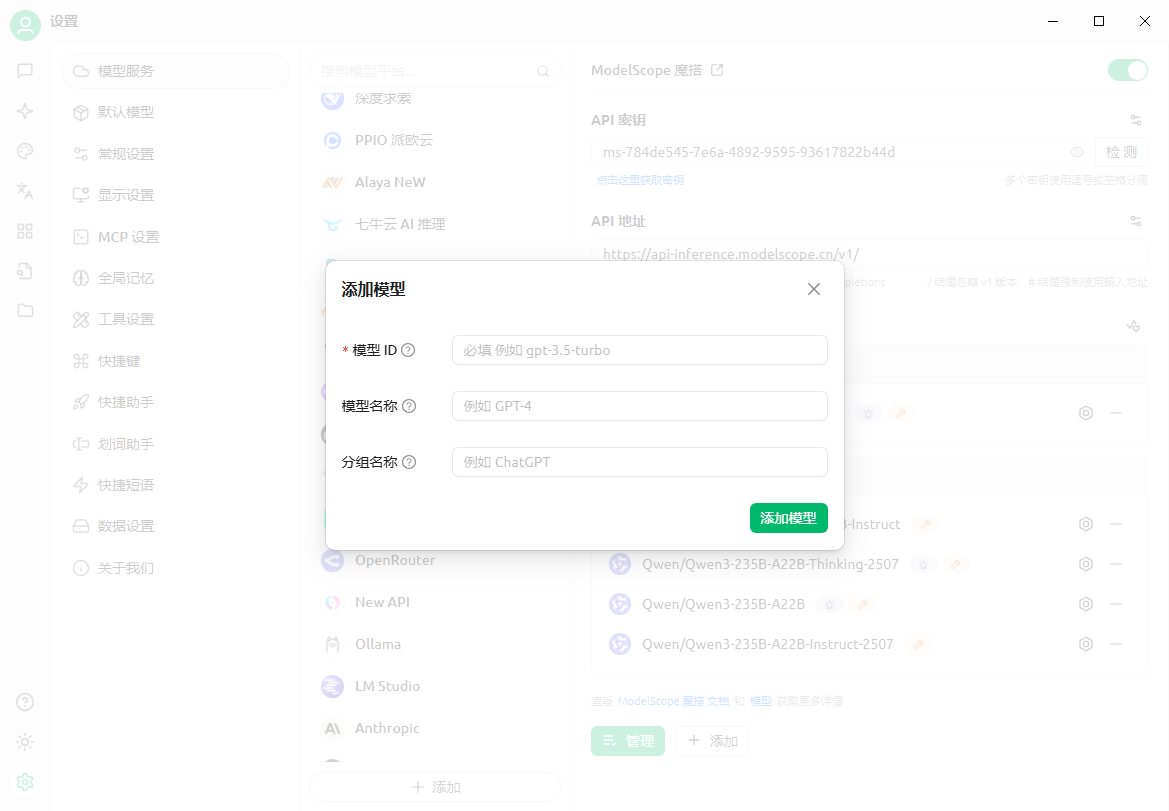 设置
模型服务
默认模型
常规设置
显示设置
MCP 设置
全局记忆
工具设置
快捷键
快捷助手
划词助手
快捷短语
数据设置
关于我们
搜索模型平台...
深度求索
PPIO 派欧云
Alaya NeW
七牛云 AI 推理
OpenRouter
New API
Ollama
LM Studio
Anthropic
添加
ModelScope 魔搭
API 密钥
ms-784de545-7e6a-4892-9595-93617822b44d
检 测
点击这里获取密钥
多个密钥使用逗号或空格分隔
API 地址
https://api-inference.modelscope.cn/v1/
pletions
/ 结尾忽略 v1 版本，# 结尾强制使用输入地址
添加模型
* 模型 ID
必填 例如 gpt-3.5-turbo
模型名称
例如 GPT-4
分组名称
例如 ChatGPT
添加模型
B-Instruct
Qwen/Qwen3-235B-A22B-Thinking-2507
Qwen/Qwen3-235B-A22B
Qwen/Qwen3-235B-A22B-Instruct-2507
查看 ModelScope 魔搭 文档 和 模型 获取更多详情
管理
添加